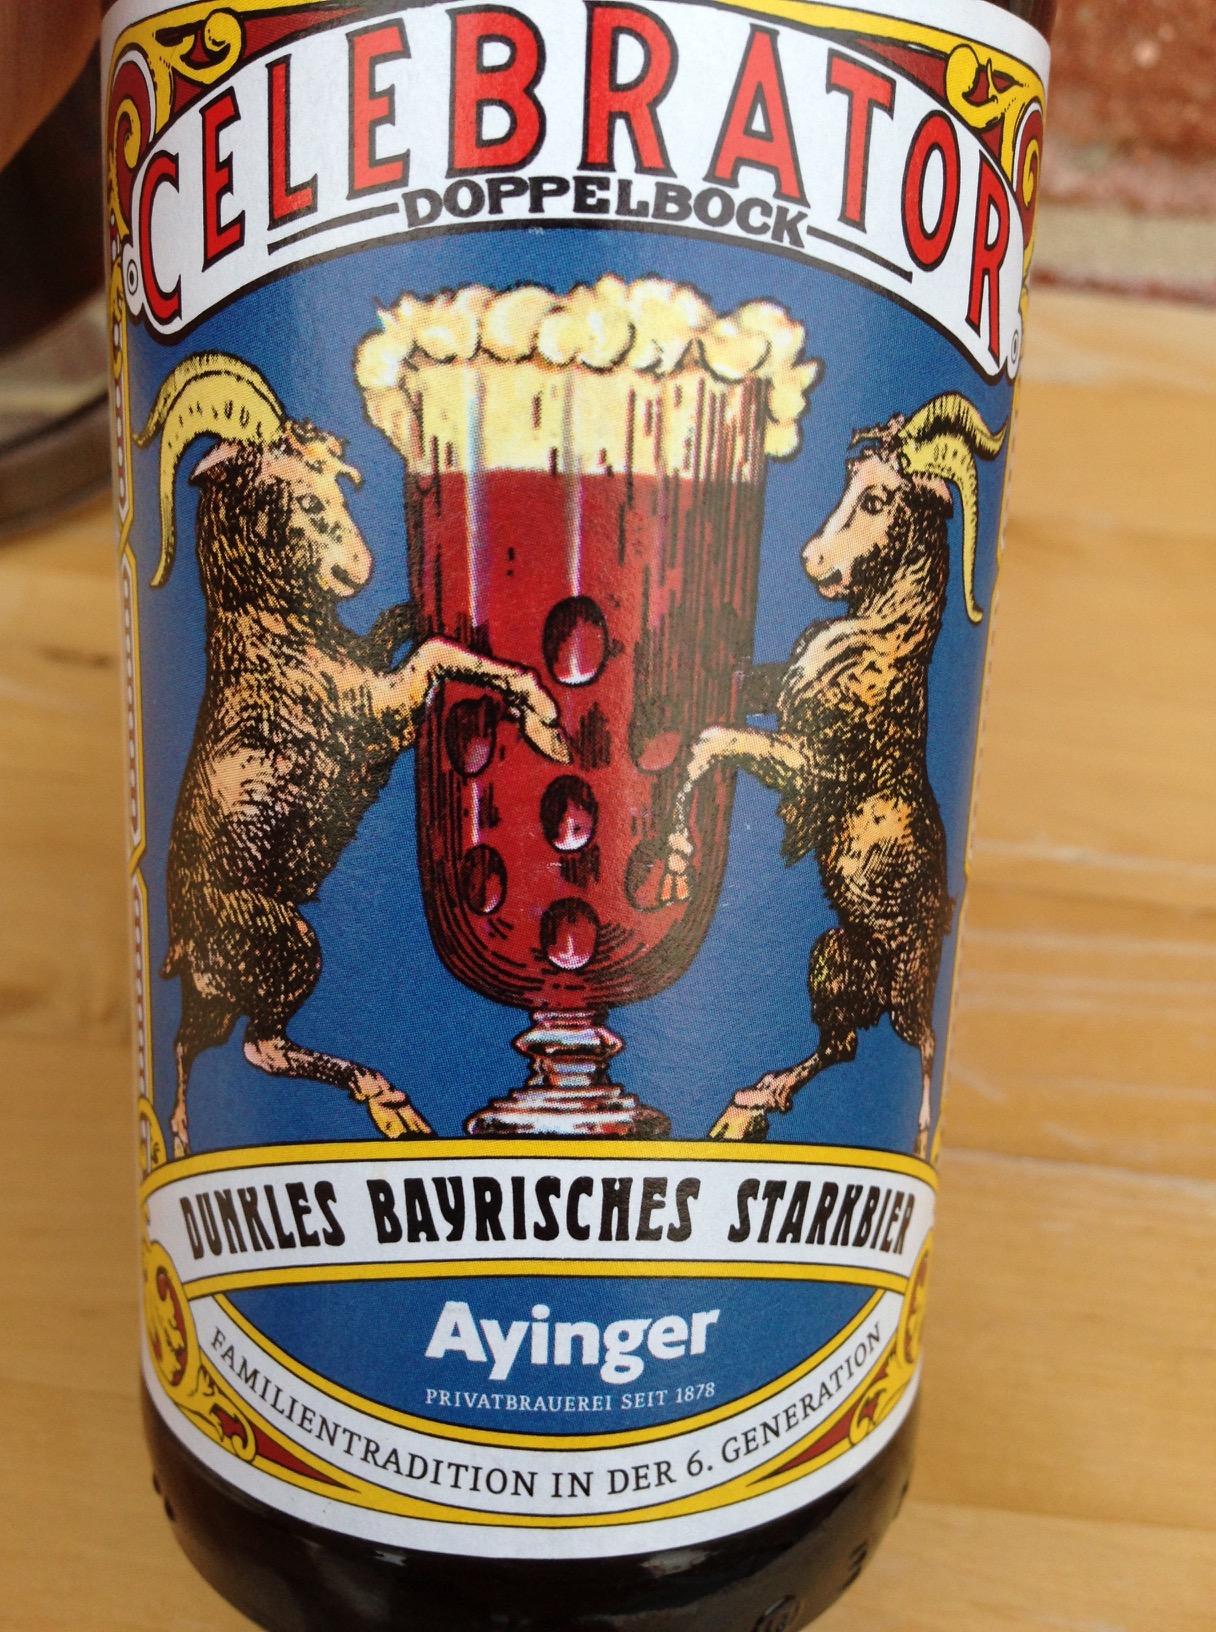 CELEBRATOR
DOPPELBOCK
DUNKLES BAYRISCHES STARKBIER
Ayinger
PRIVATBRAUEREI SEIT 1878
FAMILIENTRADITION IN DER 6. GENERATION